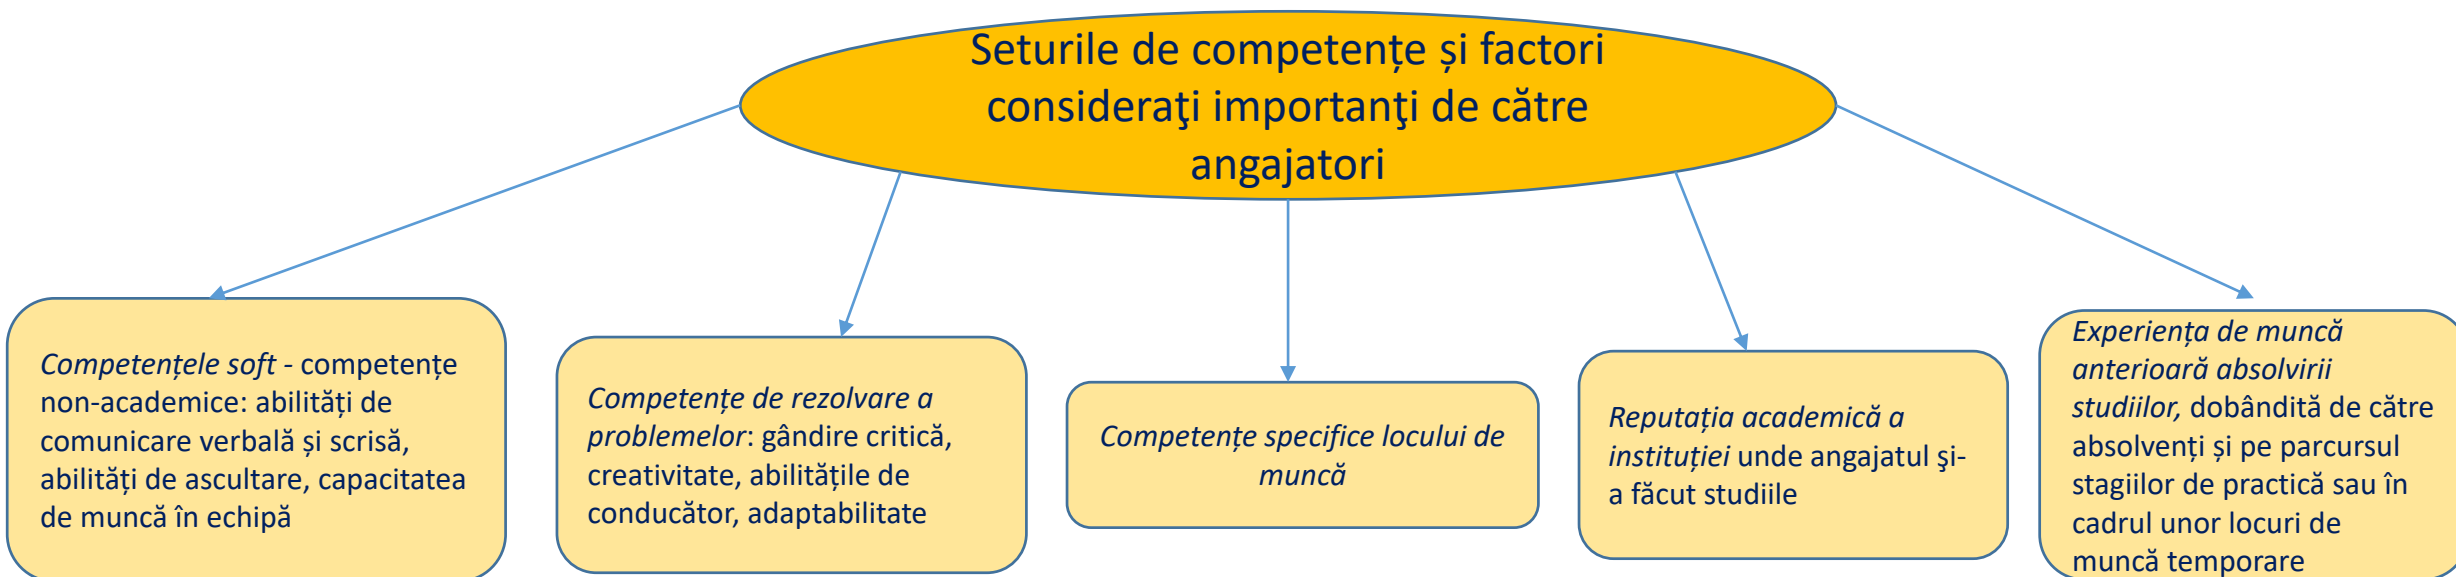 Seturile de competențe și factori
consideraţi importanţi de către
angajatori
Competențele soft - competențe
non-academice: abilități de
comunicare verbală și scrisă,
abilități de ascultare, capacitatea
de muncă în echipă
Competențe de rezolvare a
problemelor: gândire critică,
creativitate, abilitățile de
conducător, adaptabilitate
Competențe specifice locului de
muncă
Reputația academică a
instituției unde angajatul şi-
a făcut studiile
Experiența de muncă
anterioară absolvirii
studiilor, dobândită de către
absolvenți și pe parcursul
stagiilor de practică sau în
cadrul unor locuri de
muncă temporare